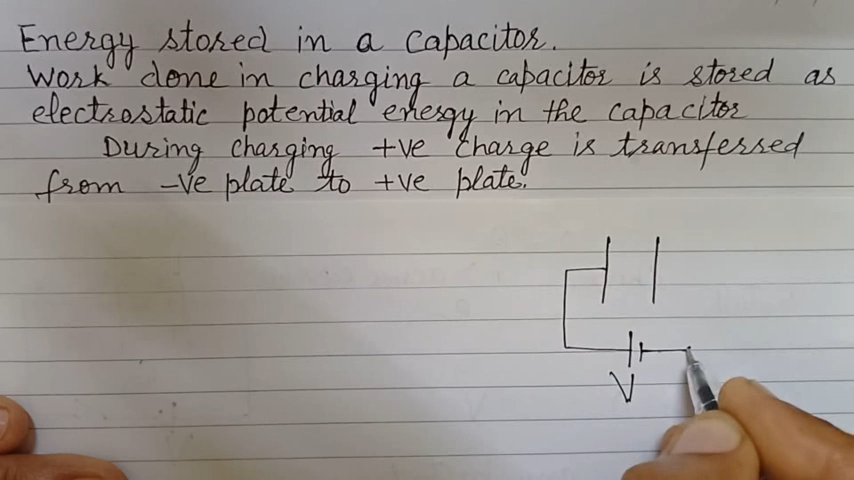 Energy stored in a capacitor.
Work done in charging a capacitor is stored as
electrostatic potential energy in the capacitor
During charging +ve charge is transferred
from -ve plate to +ve plate.
V